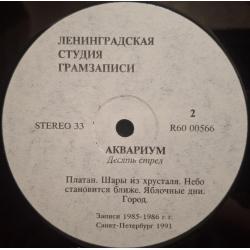 ЛЕНИНГРАДСКАЯ
СТУДИЯ
ГРАМЗАПИСИ
2
STEREO 33
R60 00566
АКВАРИУМ
Десять стрел
Платан. Шары из хрусталя. Небо
становится ближе. Яблочные дни.
Город.
Записи 1985-1986 г г.
Санкт-Петербург 1991